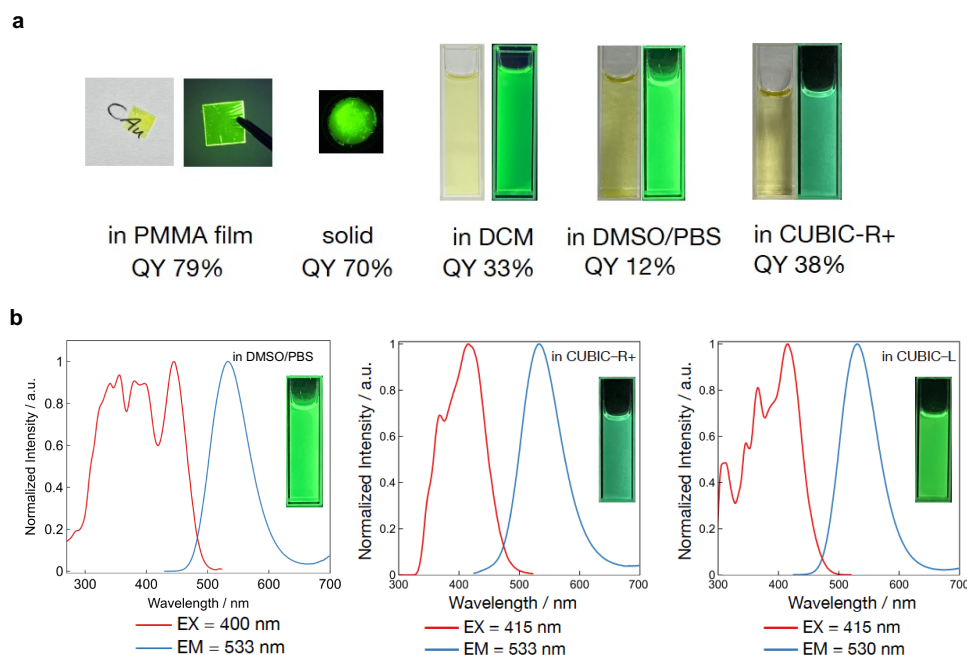 a
CAu
in PMMA film
QY 79%
solid
QY 70%
in DCM
QY 33%
in DMSO/PBS
QY 12%
in CUBIC-R+
QY 38%
b
Normalized Intensity / a.u.
1
0.8
0.6
0.4
0.2
0
in DMSO/PBS
300 400 500 600 700
Wavelength / nm
EX = 400 nm
EM = 533 nm
Normalized Intensity / a.u.
1
0.8
0.6
0.4
0.2
0
in CUBIC–R+
300 400 500 600 700
Wavelength / nm
EX = 415 nm
EM = 533 nm
Normalized Intensity / a.u.
1
0.8
0.6
0.4
0.2
0
in CUBIC–L
300 400 500 600 700
Wavelength / nm
EX = 415 nm
EM = 530 nm